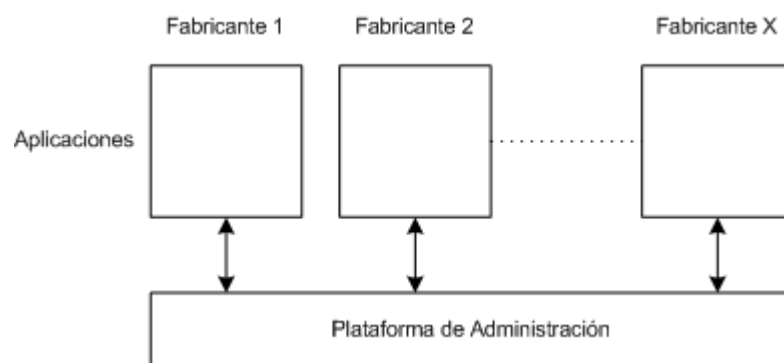 Fabricante 1
Fabricante 2
Fabricante X
Aplicaciones
Plataforma de Administración